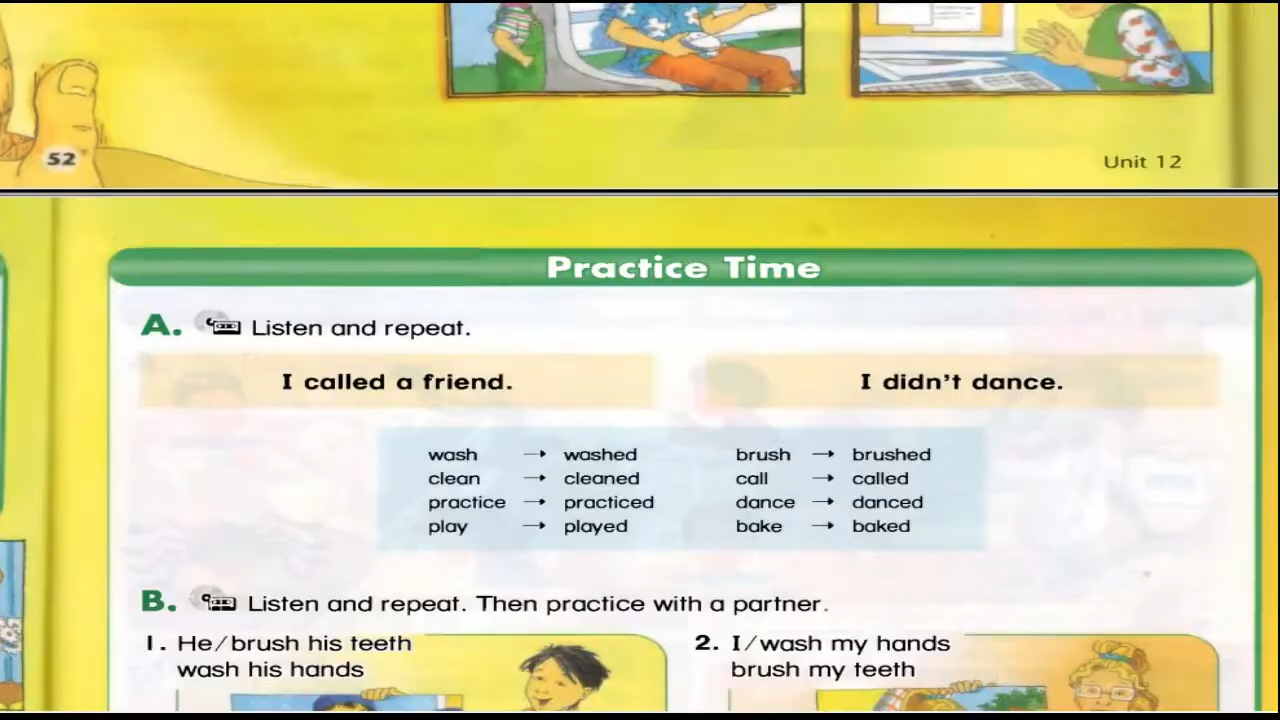 52
Unit 12
Practice Time
A. Listen and repeat.
I called a friend.
I didn't dance.
wash → washed
clean → cleaned
practice → practiced
play → played
brush → brushed
call → called
dance → danced
bake → baked
B. Listen and repeat. Then practice with a partner.
1. He/brush his teeth
wash his hands
2. I/wash my hands
brush my teeth